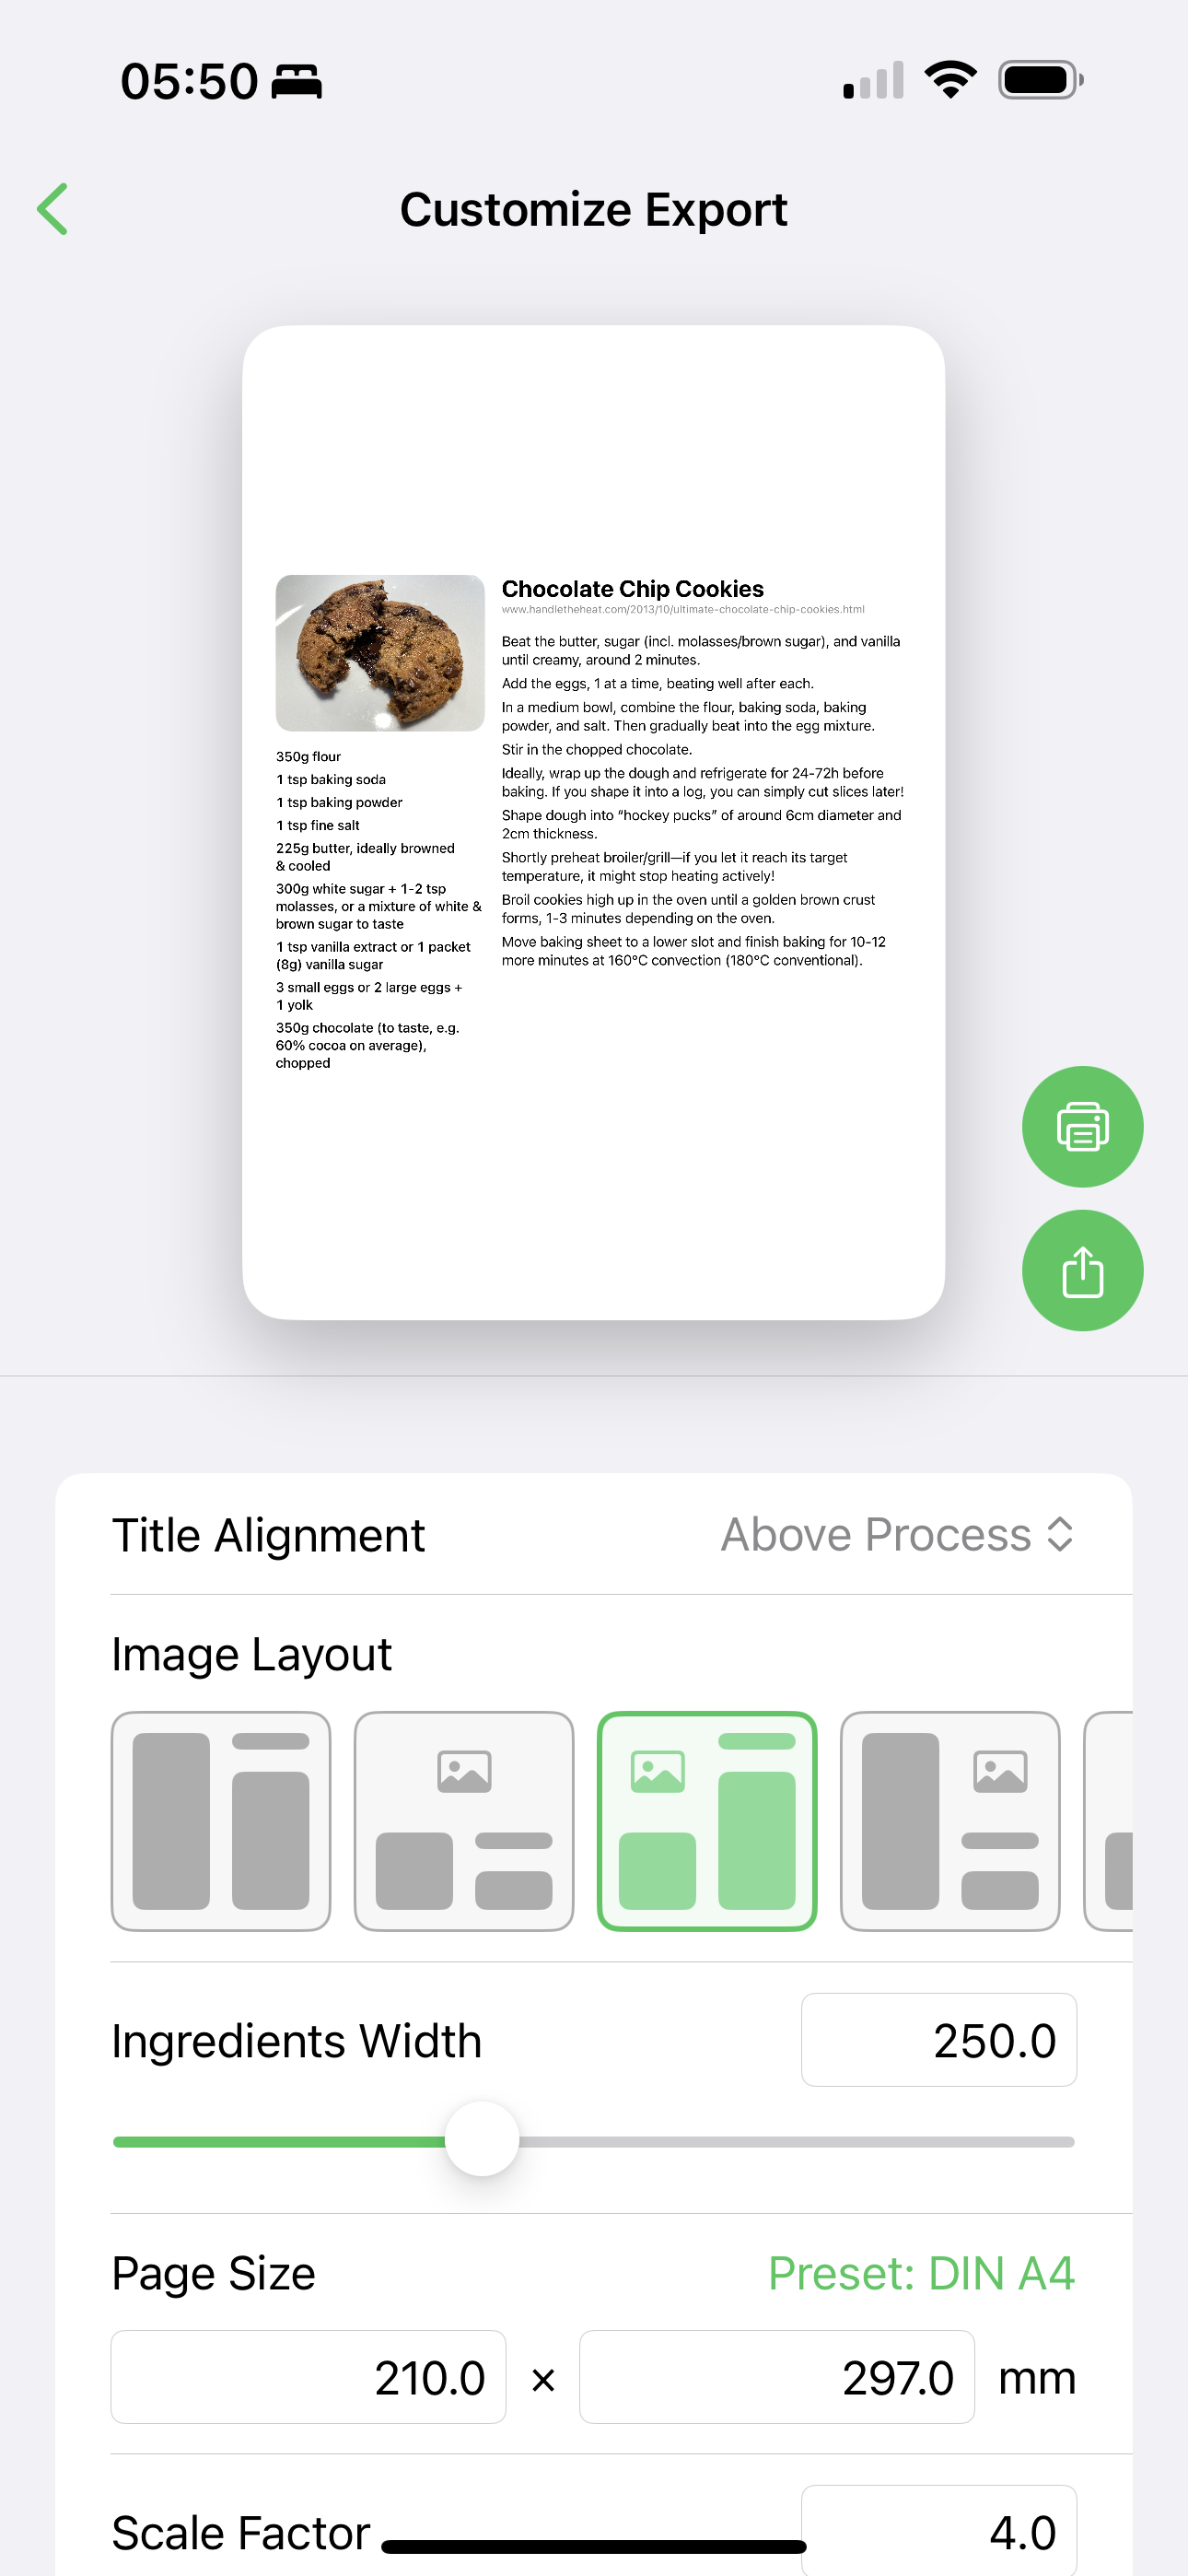 05:50
Customize Export
Chocolate Chip Cookies
www.handletheheat.com/2013/10/ultimate-chocolate-chip-cookies.html
Beat the butter, sugar (incl. molasses/brown sugar), and vanilla
until creamy, around 2 minutes.
Add the eggs, 1 at a time, beating well after each.
In a medium bowl, combine the flour, baking soda, baking
powder, and salt. Then gradually beat into the egg mixture.
Stir in the chopped chocolate.
Ideally, wrap up the dough and refrigerate for 24-72h before
baking. If you shape it into a log, you can simply cut slices later!
Shape dough into “hockey pucks” of around 6cm diameter and
2cm thickness.
Shortly preheat broiler/grill—if you let it reach its target
temperature, it might stop heating actively!
Broil cookies high up in the oven until a golden brown crust
forms, 1-3 minutes depending on the oven.
Move baking sheet to a lower slot and finish baking for 10-12
more minutes at 160°C convection (180°C conventional).
350g flour
1 tsp baking soda
1 tsp baking powder
1 tsp fine salt
225g butter, ideally browned
& cooled
300g white sugar + 1-2 tsp
molasses, or a mixture of white &
brown sugar to taste
1 tsp vanilla extract or 1 packet
(8g) vanilla sugar
3 small eggs or 2 large eggs +
1 yolk
350g chocolate (to taste, e.g.
60% cocoa on average),
chopped
Title Alignment Above Process
Image Layout
Ingredients Width 250.0
Page Size Preset: DIN A4
210.0 × 297.0 mm
Scale Factor 4.0